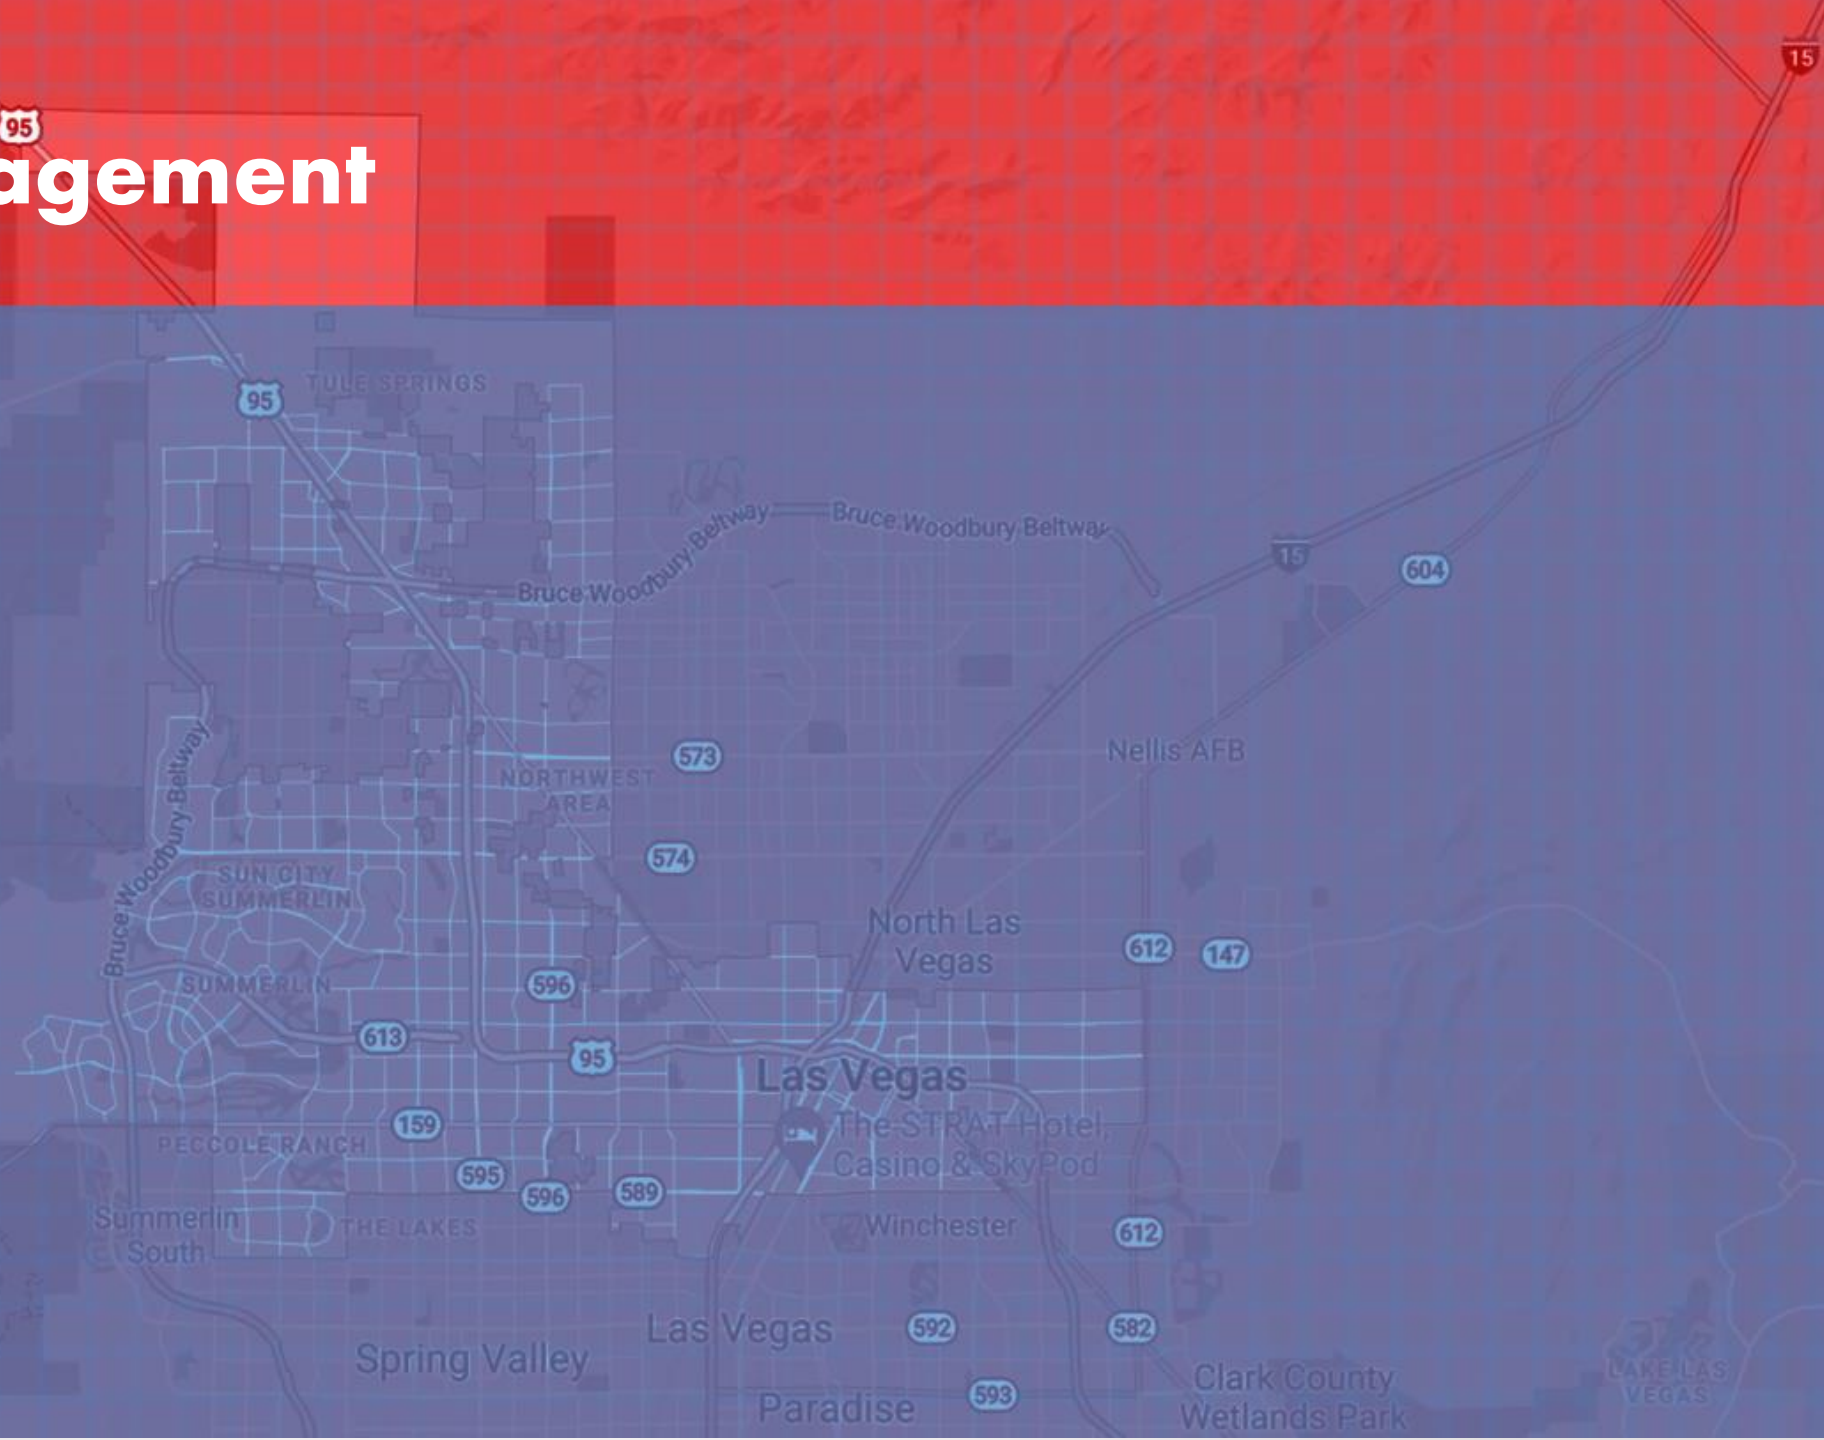 15
95
agement
TULE SPRINGS
95
Bruce Woodbury Beltway
Bruce Woodbury Beltway
15
604
Bruce Woodbury Beltway
573
Nellis AFB
NORTHWEST
AREA
574
SUN CITY
SUMMERLIN
North Las
Vegas
612
147
SUMMERLIN
596
613
95
Las Vegas
159
The STRAT Hotel,
Casino & SkyPod
PECCOLE RANCH
595
596
589
Summerlin
South
THE LAKES
Winchester
612
Las Vegas
592
582
Spring Valley
Clark County
Wetlands Park
LAKE LAS
VEGAS
593
Paradise